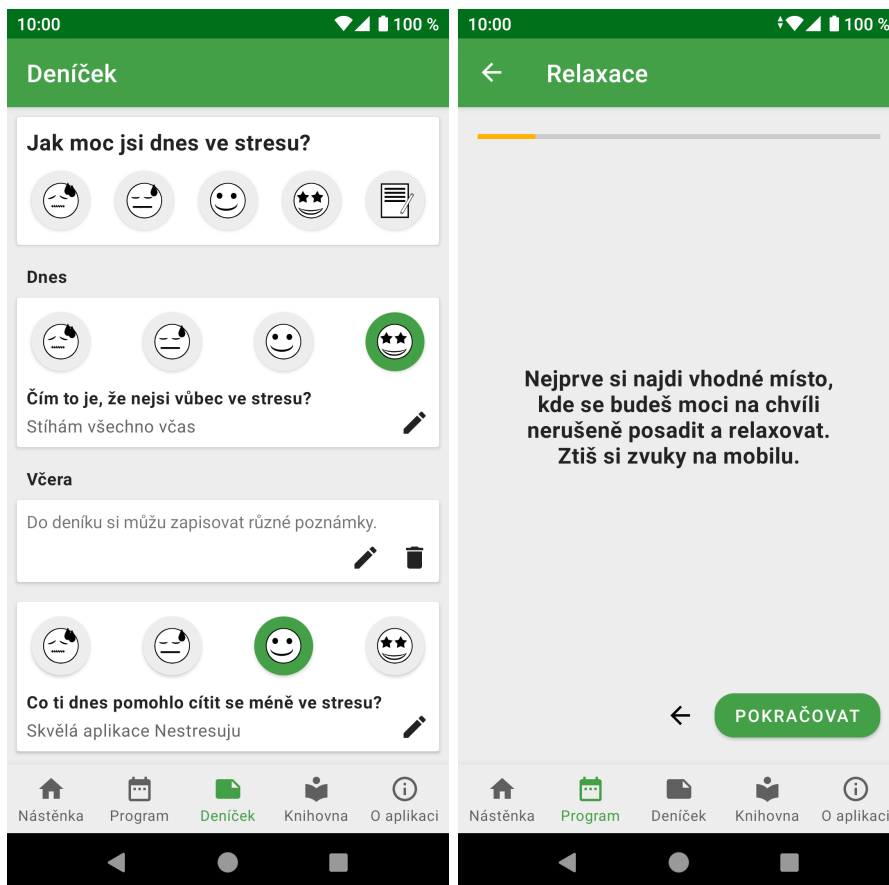 10:00
100 %
Deníček
Jak moc jsi dnes ve stresu?
Dnes
Čím to je, že nejsi vůbec ve stresu?
Stíhám všechno včas
Včera
Do deníku si můžu zapisovat různé poznámky.
Co ti dnes pomohlo cítit se méně ve stresu?
Skvělá aplikace Nestresuju
Nástěnka
Program
Deníček
Knihovna
O aplikaci
10:00
100 %
Relaxace
Nejprve si najdi vhodné místo,
kde se budeš moci na chvíli
nerušeně posadit a relaxovat.
Ztiš si zvuky na mobilu.
POKRAČOVAT
Nástěnka
Program
Deníček
Knihovna
O aplikaci